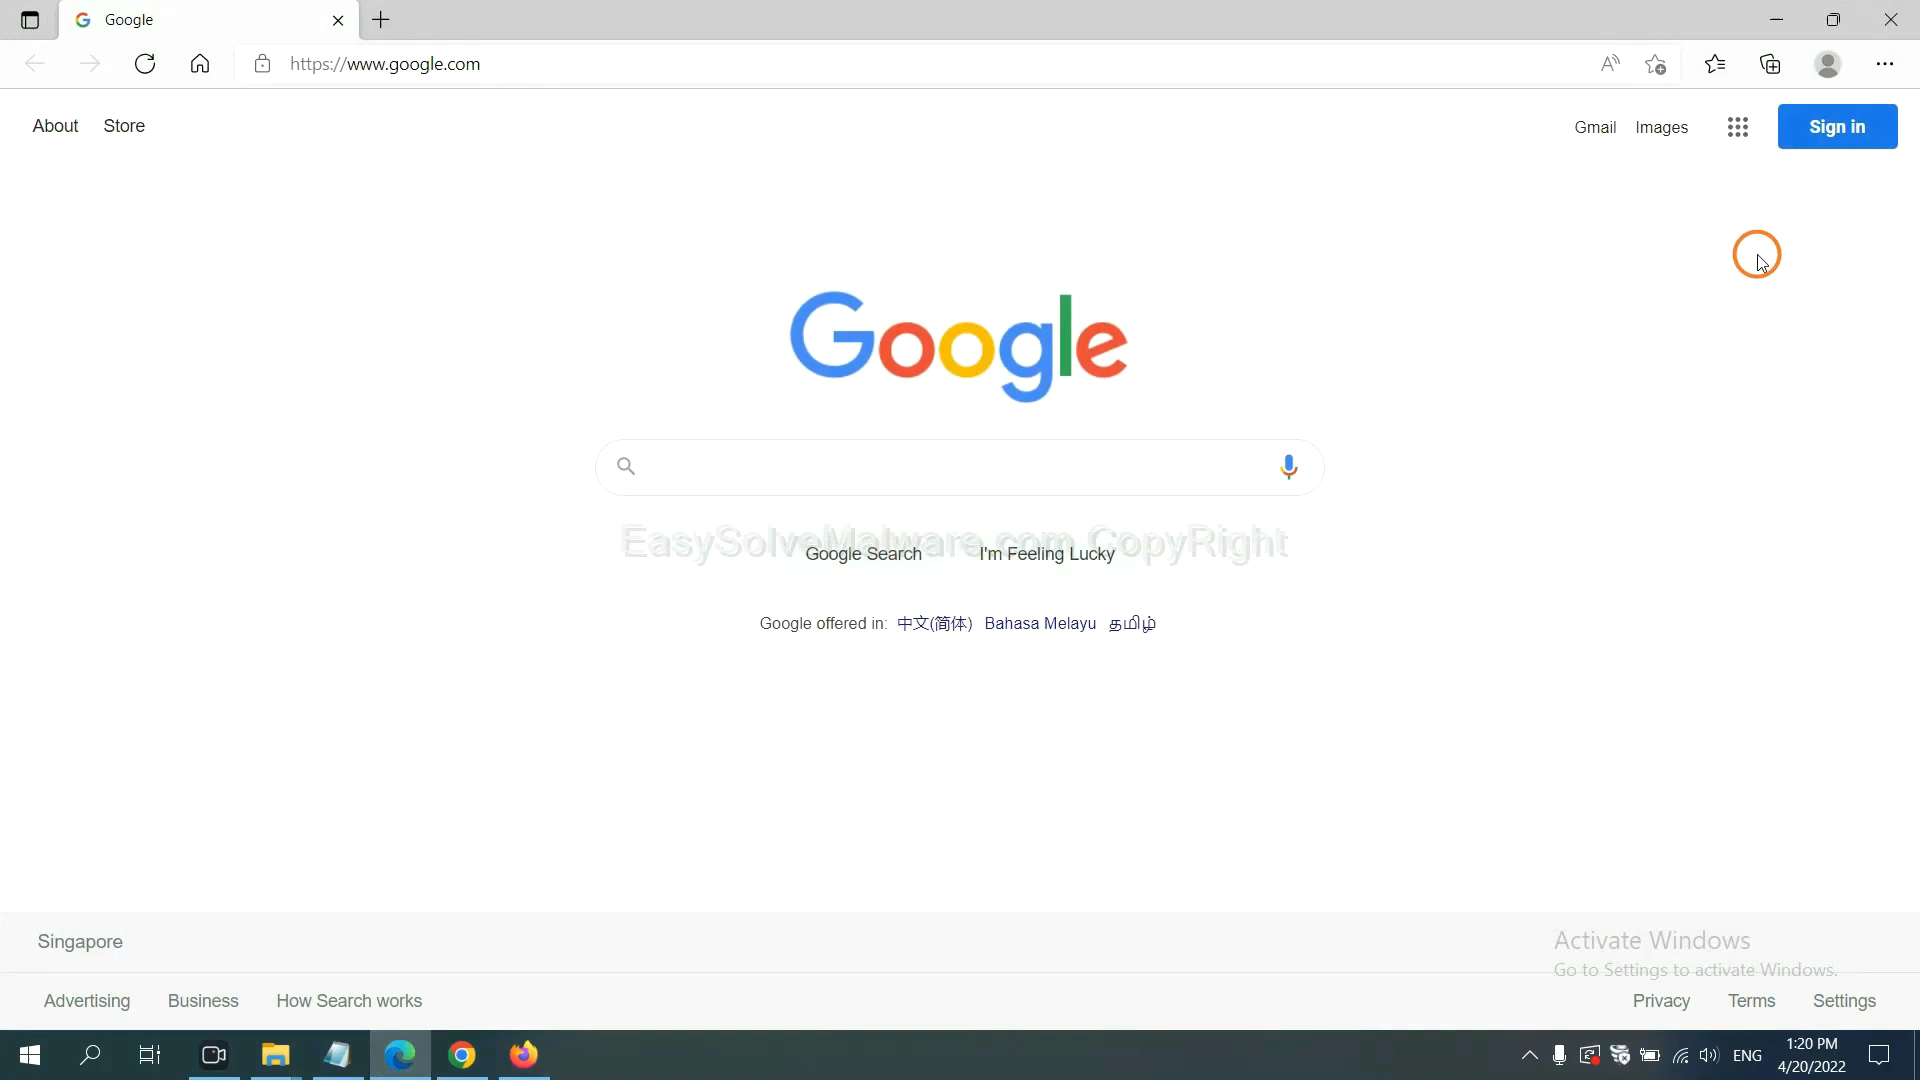 Google
https://www.google.com
About Store
Gmail Images Sign in
Google
EasySolveMalware.com CopyRight
Google Search I'm Feeling Lucky
Google offered in: 中文(简体) Bahasa Melayu தமிழ்
Singapore
Activate Windows
Go to Settings to activate Windows.
Advertising Business How Search works
Privacy Terms Settings
ENG
1:20 PM
4/20/2022